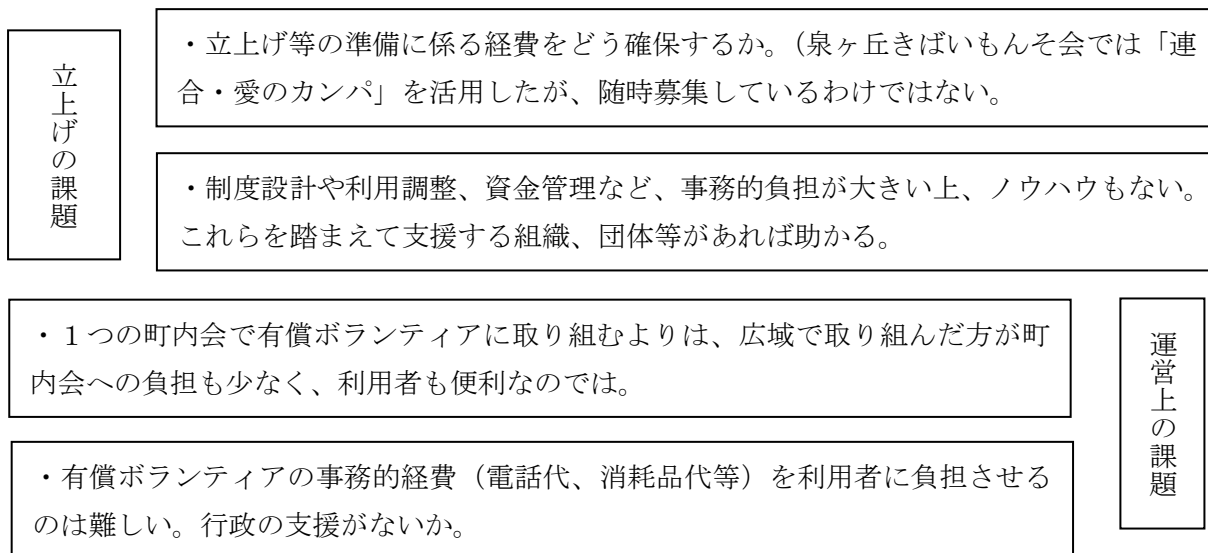 立上げの課題
・立上げ等の準備に係る経費をどう確保するか。（泉ヶ丘きばいもんそ会では「連
合・愛のカンパ」を活用したが、随時募集しているわけではない。
・制度設計や利用調整、資金管理など、事務的負担が大きい上、ノウハウもない。
これらを踏まえて支援する組織、団体等があれば助かる。
・１つの町内会で有償ボランティアに取り組むよりは、広域で取り組んだ方が町
内会への負担も少なく、利用者も便利なのでは。
・有償ボランティアの事務的経費（電話代、消耗品代等）を利用者に負担させる
のは難しい。行政の支援がないか。
運営上の課題